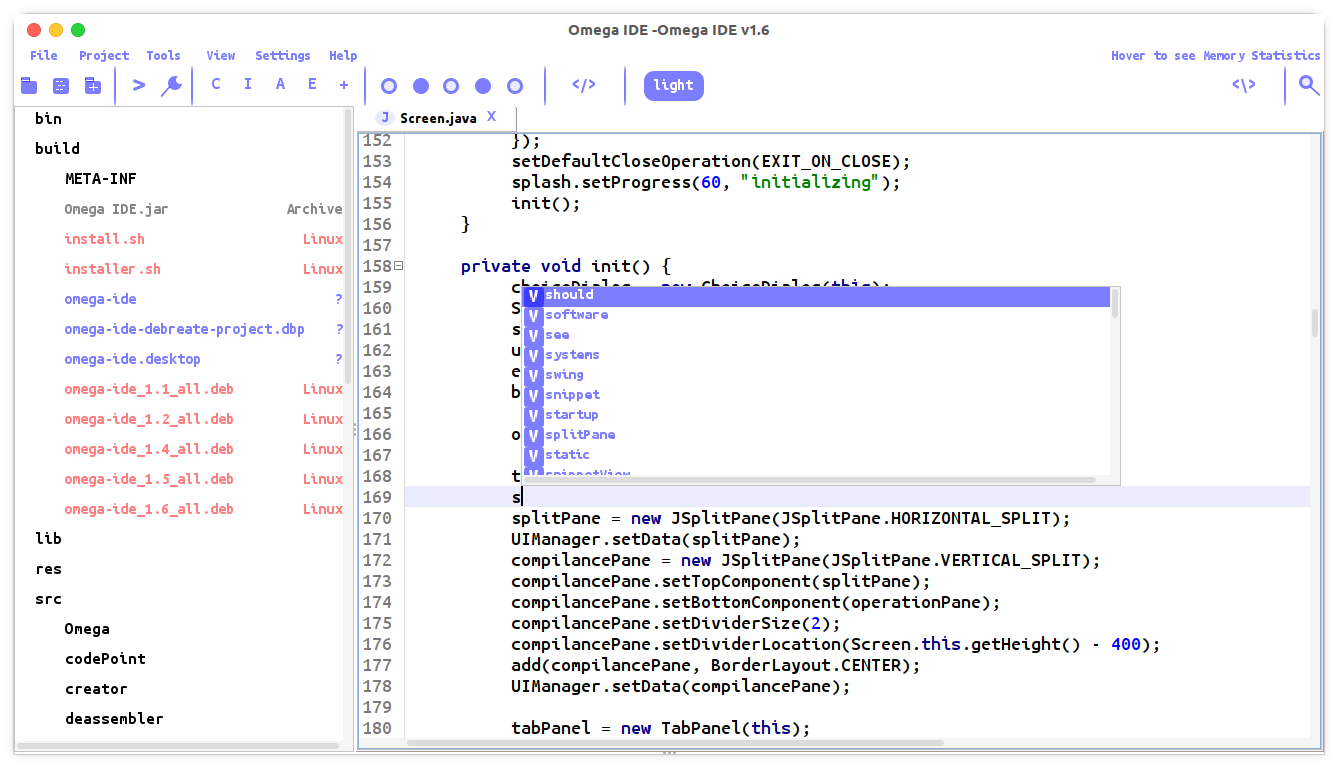 Omega IDE -Omega IDE v1.6
File Project Tools View Settings Help Hover to see Memory Statistics
> C I A E + </> light <\>
bin
build
META-INF
Omega IDE.jar Archive
install.sh Linux
installer.sh Linux
omega-ide ?
omega-ide-debreate-project.dbp ?
omega-ide.desktop ?
omega-ide_1.1_all.deb Linux
omega-ide_1.2_all.deb Linux
omega-ide_1.4_all.deb Linux
omega-ide_1.5_all.deb Linux
omega-ide_1.6_all.deb Linux
lib
res
src
Omega
codePoint
creator
deassembler
J Screen.java X
152 });
153 setDefaultCloseOperation(EXIT_ON_CLOSE);
154 splash.setProgress(60, "initializing");
155 init();
156 }
157
158 private void init() {
159 choiceDialog = new ChoiceDialog(this);
160 S
161 s
162 u
163 e
164 b
165
166 o
167
168 t
169 s
V should
V software
V see
V systems
V swing
V snippet
V startup
V splitPane
V static
V snippetView
170 splitPane = new JSplitPane(JSplitPane.HORIZONTAL_SPLIT);
171 UIManager.setData(splitPane);
172 compilancePane = new JSplitPane(JSplitPane.VERTICAL_SPLIT);
173 compilancePane.setTopComponent(splitPane);
174 compilancePane.setBottomComponent(operationPane);
175 compilancePane.setDividerSize(2);
176 compilancePane.setDividerLocation(Screen.this.getHeight() - 400);
177 add(compilancePane, BorderLayout.CENTER);
178 UIManager.setData(compilancePane);
179
180 tabPanel = new TabPanel(this);